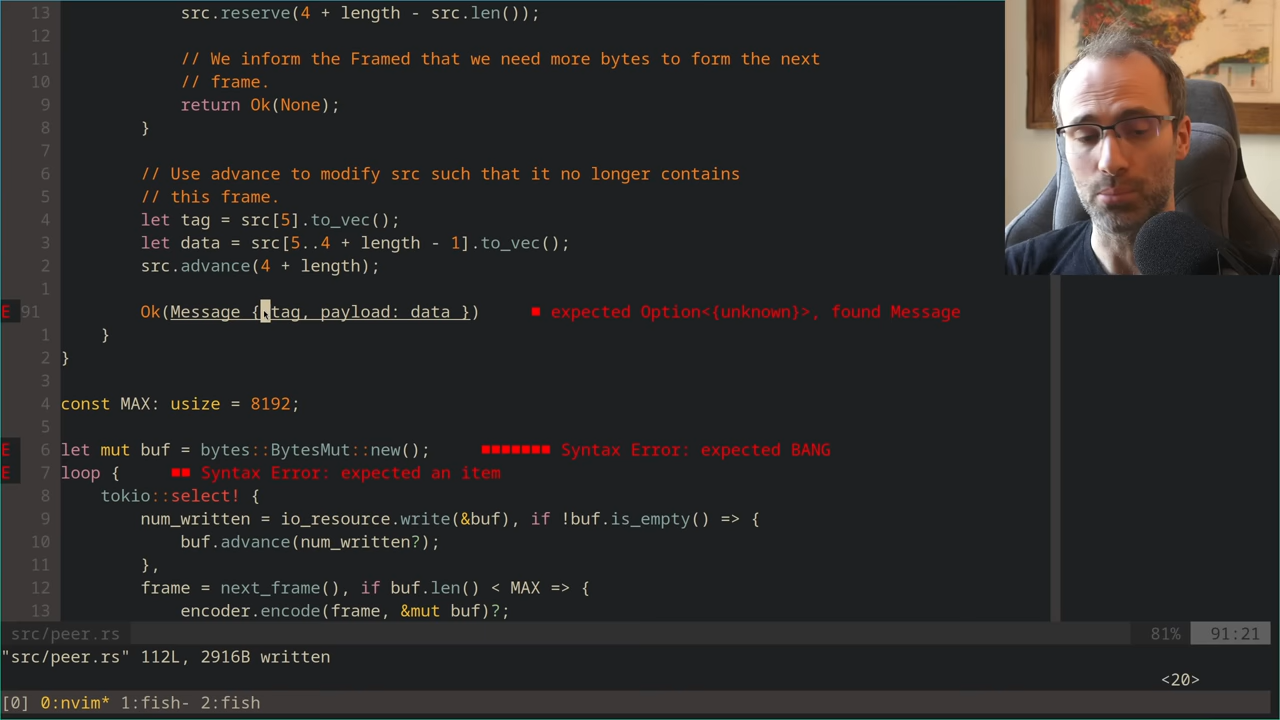 13             src.reserve(4 + length - src.len());
12
11             // We inform the Framed that we need more bytes to form the next
10             // frame.
9             return Ok(None);
8         }
7
6         // Use advance to modify src such that it no longer contains
5         // this frame.
4         let tag = src[5].to_vec();
3         let data = src[5..4 + length - 1].to_vec();
2         src.advance(4 + length);
1
E 91         Ok(Message { tag, payload: data })     ■ expected Option<{unknown}>, found Message
1     }
2 }
3
4 const MAX: usize = 8192;
5
E 6 let mut buf = bytes::BytesMut::new();     ■■■■■■■ Syntax Error: expected BANG
E 7 loop {     ■■ Syntax Error: expected an item
8     tokio::select! {
9         num_written = io_resource.write(&buf), if !buf.is_empty() => {
10             buf.advance(num_written?);
11         },
12         frame = next_frame(), if buf.len() < MAX => {
13             encoder.encode(frame, &mut buf)?;
src/peer.rs 81% 91:21
"src/peer.rs" 112L, 2916B written
<20>
[0] 0:nvim* 1:fish- 2:fish